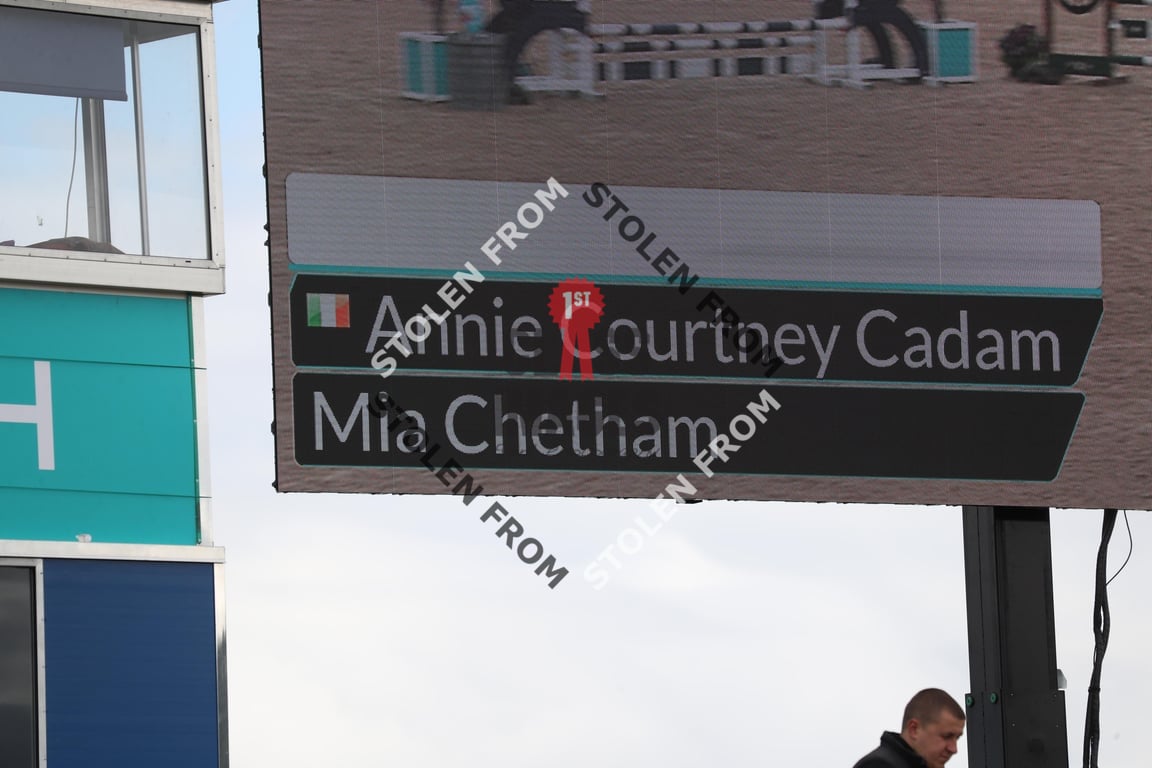 Annie Courtney Cadam
Mia Chetham
H
1ST
STOLEN FROM
STOLEN FROM
STOLEN FROM
STOLEN FROM